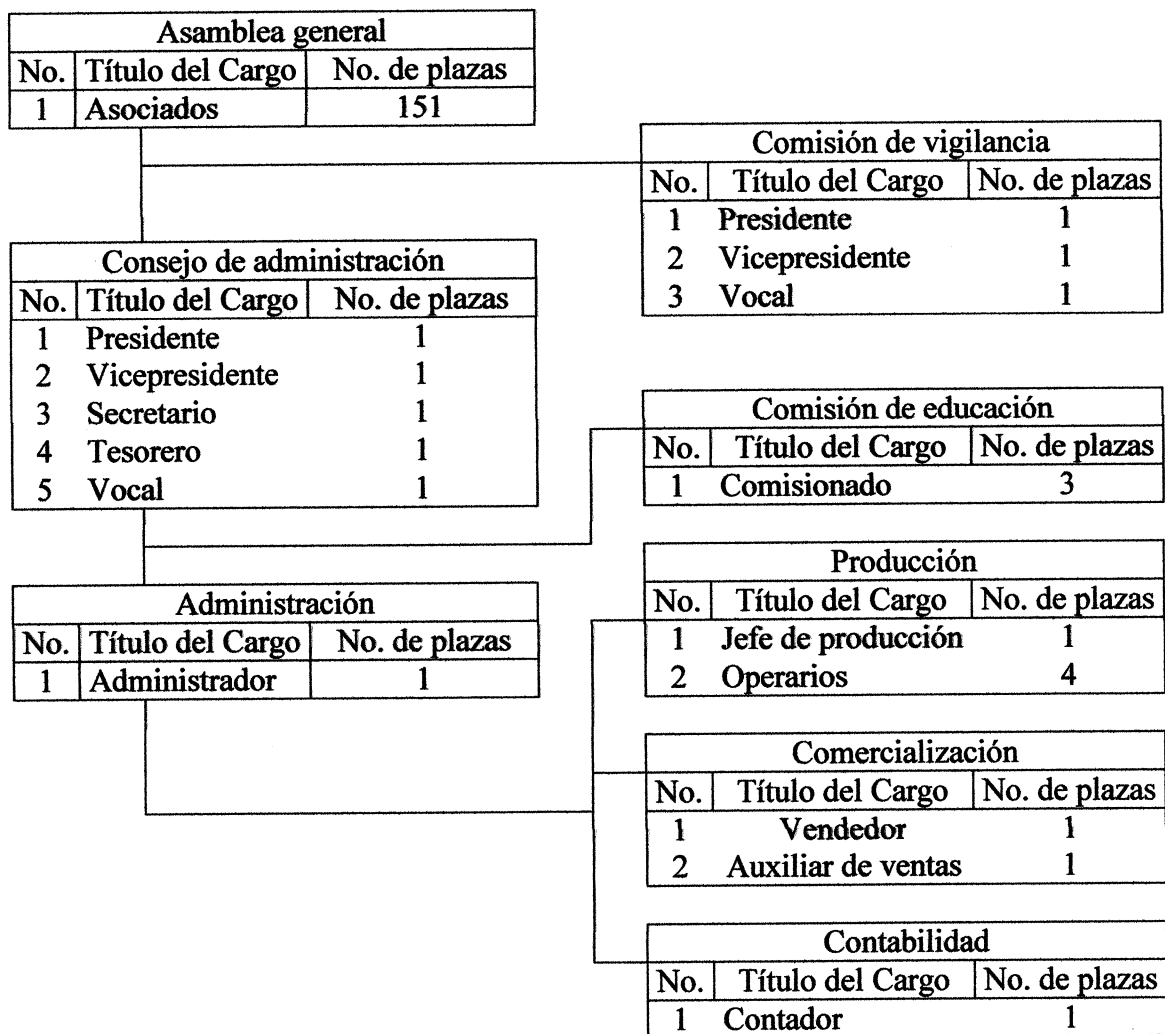 Asamblea general
No. Título del Cargo No. de plazas
1 Asociados 151
Comisión de vigilancia
No. Título del Cargo No. de plazas
1 Presidente 1
2 Vicepresidente 1
3 Vocal 1
Consejo de administración
No. Título del Cargo No. de plazas
1 Presidente 1
2 Vicepresidente 1
3 Secretario 1
4 Tesorero 1
5 Vocal 1
Comisión de educación
No. Título del Cargo No. de plazas
1 Comisionado 3
Administración
No. Título del Cargo No. de plazas
1 Administrador 1
Producción
No. Título del Cargo No. de plazas
1 Jefe de producción 1
2 Operarios 4
Comercialización
No. Título del Cargo No. de plazas
1 Vendedor 1
2 Auxiliar de ventas 1
Contabilidad
No. Título del Cargo No. de plazas
1 Contador 1